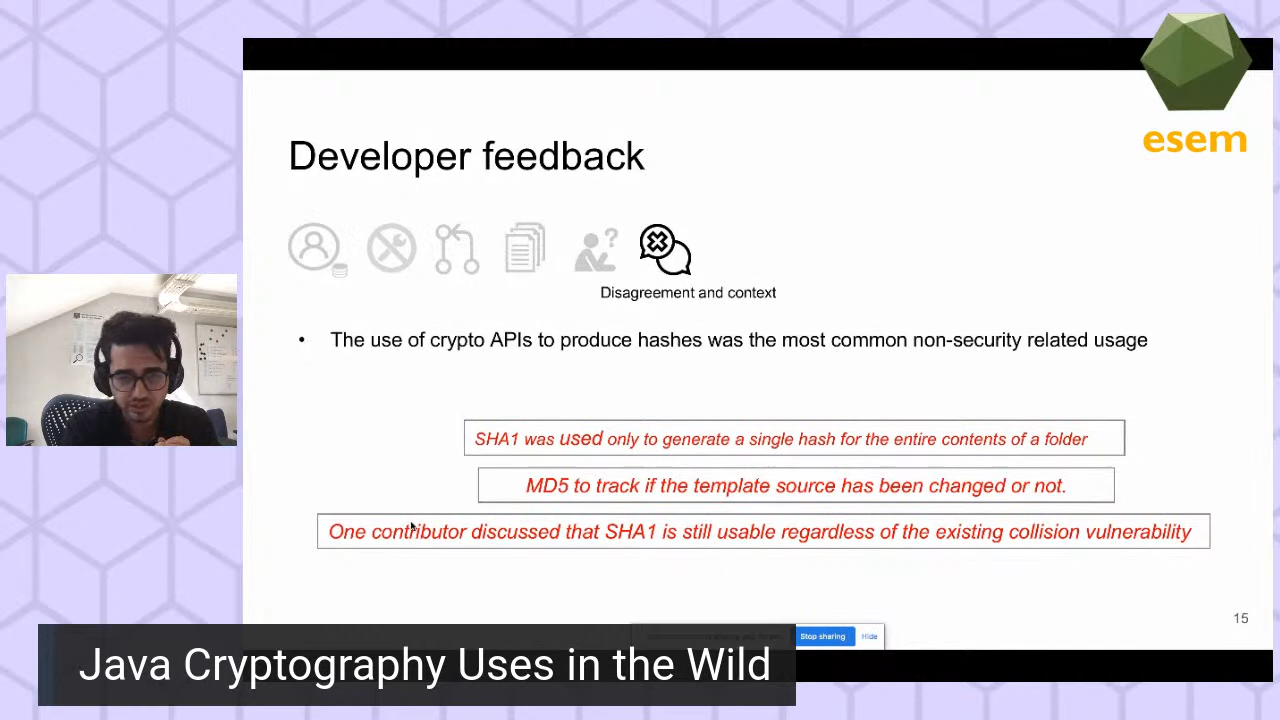 esem
Developer feedback
?
Disagreement and context
• The use of crypto APIs to produce hashes was the most common non-security related usage
SHA1 was used only to generate a single hash for the entire contents of a folder
MD5 to track if the template source has been changed or not.
One contributor discussed that SHA1 is still usable regardless of the existing collision vulnerability
15
Stop sharing Hide
Java Cryptography Uses in the Wild